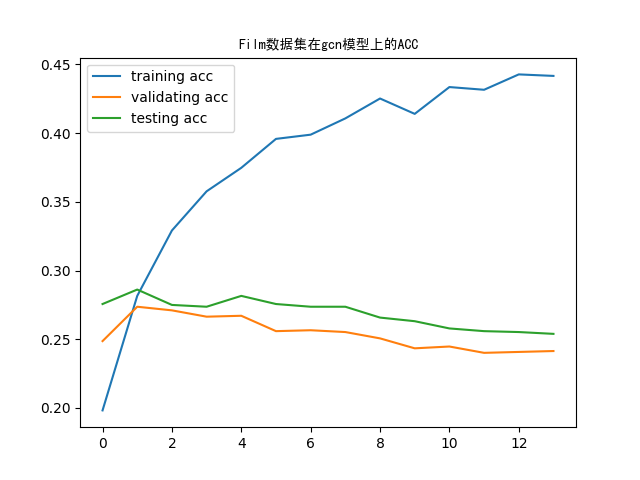 Film数据集在gcn模型上的ACC
training acc
validating acc
testing acc
0.45
0.40
0.35
0.30
0.25
0.20
0 2 4 6 8 10 12